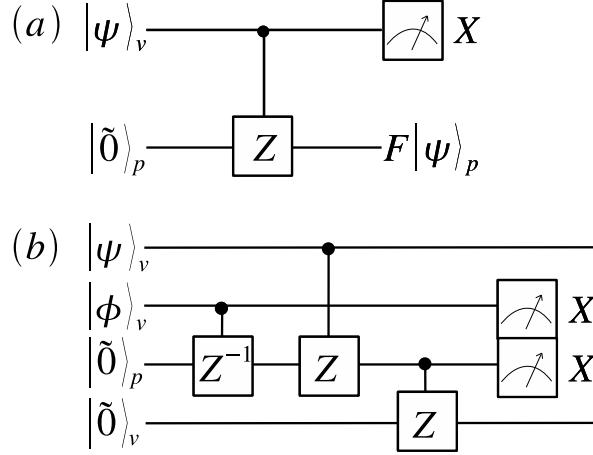 (a) |ψ⟩_v X
|0̃⟩_p Z F|ψ⟩_p
(b) |ψ⟩_v
|ϕ⟩_v X
|0̃⟩_p Z⁻¹ Z X
|0̃⟩_v Z